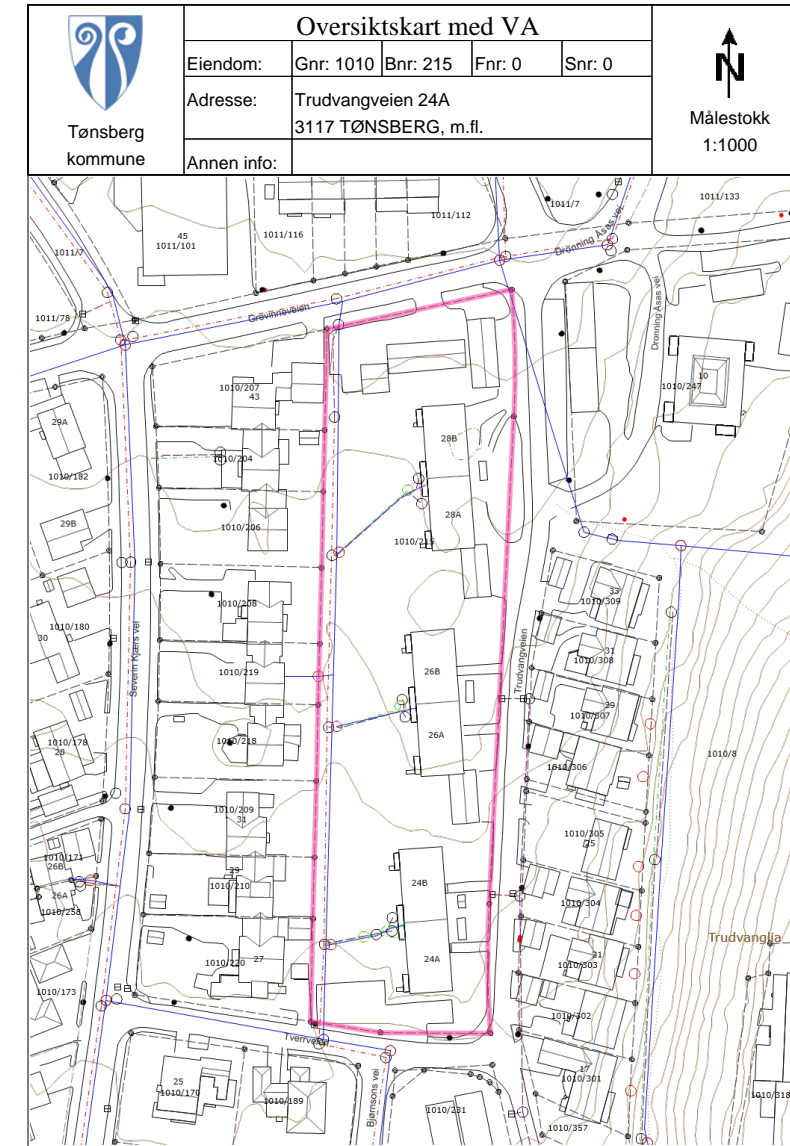 Oversiktskart med VA
Eiendom: Gnr: 1010 Bnr: 215 Fnr: 0 Snr: 0
Adresse: Trudvangveien 24A
3117 TØNSBERG, m.fl.
Annen info:
Tønsberg
kommune
N
Målestokk
1:1000
1011/7
1011/133
1011/112
1011/116
45
1011/101
1011/7
Dronning Åsas vei
1011/78
Grevinneveien
Dronning Åsas vei
10
1010/247
1010/207
43
29A
28B
1010/204
1010/182
28A
29B
1010/206
1010/215
33
1010/309
1010/208
1010/180
30
31
1010/308
Severin Kjærs vei
Trudvangveien
1010/219
26B
29
1010/307
26A
1010/178
28
1010/218
1010/8
1010/306
1010/209
31
1010/305
25
1010/171
26B
29
1010/210
24B
26A
1010/258
1010/304
Trudvanglia
1010/220
27
24A
21
1010/303
1010/173
1010/302
Tverrveien
17
1010/301
25
1010/170
1010/189
Bjørnsons vei
1010/231
1010/357
1010/318